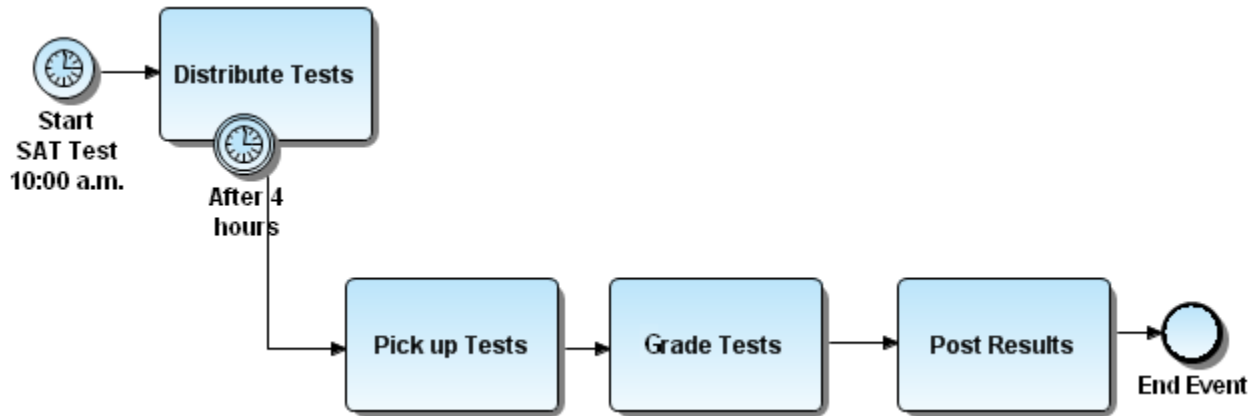 Distribute Tests
Start
SAT Test
10:00 a.m.
After 4
hours
Pick up Tests
Grade Tests
Post Results
End Event